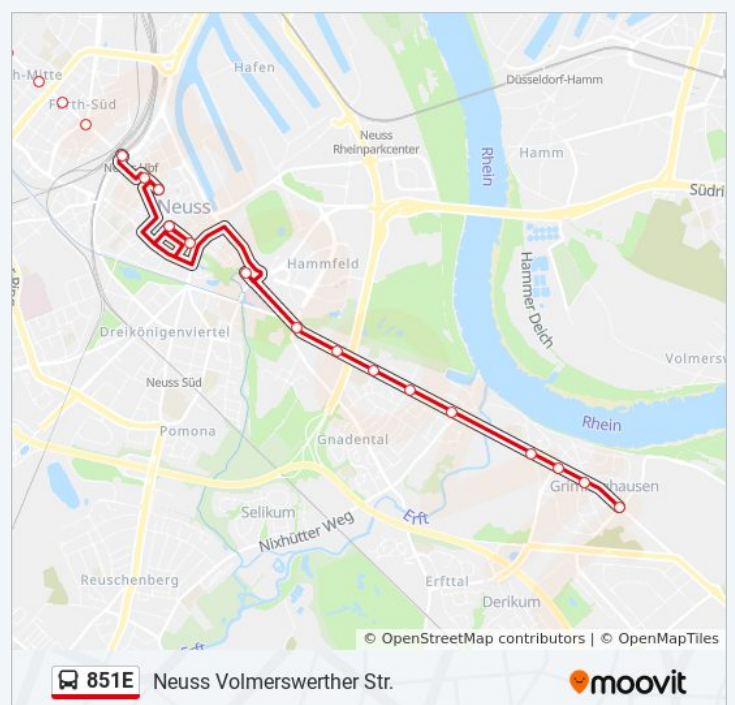 h-Mitte
Hafen
Düsseldorf-Hamm
Furth-Süd
Neuss
Rheinparkcenter
Rhein
Hamm
Neuss Hbf
Südri
Neuss
Hammfeld
Hammer Deich
Dreikönigenviertel
Volmersw
Neuss Süd
Pomona
Rhein
Gnadental
Grimlinghausen
Selikum
Erft
Nixhütter Weg
Reuschenberg
Erfttal
Derikum
Erft
© OpenStreetMap contributors | © OpenMapTiles
851E Neuss Volmerswerther Str.
moovit